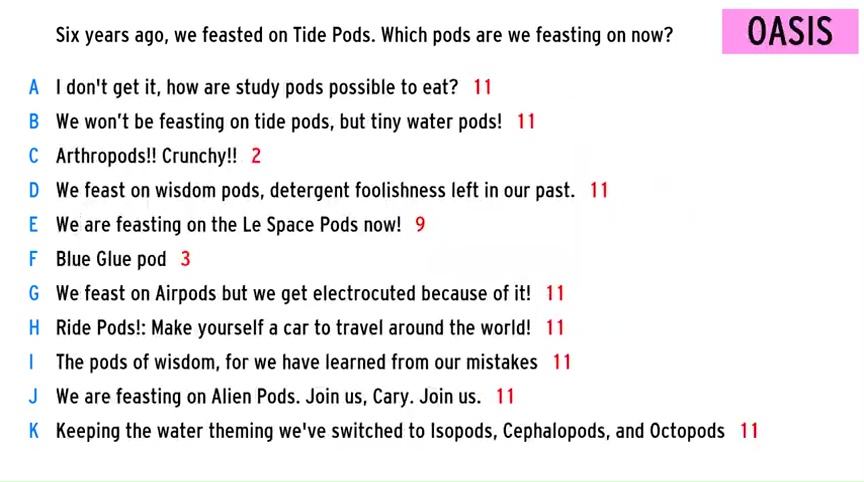 Six years ago, we feasted on Tide Pods. Which pods are we feasting on now?
OASIS
A I don't get it, how are study pods possible to eat? 11
B We won't be feasting on tide pods, but tiny water pods! 11
C Arthropods!! Crunchy!! 2
D We feast on wisdom pods, detergent foolishness left in our past. 11
E We are feasting on the Le Space Pods now! 9
F Blue Glue pod 3
G We feast on Airpods but we get electrocuted because of it! 11
H Ride Pods!: Make yourself a car to travel around the world! 11
I The pods of wisdom, for we have learned from our mistakes 11
J We are feasting on Alien Pods. Join us, Cary. Join us. 11
K Keeping the water theming we've switched to Isopods, Cephalopods, and Octopods 11